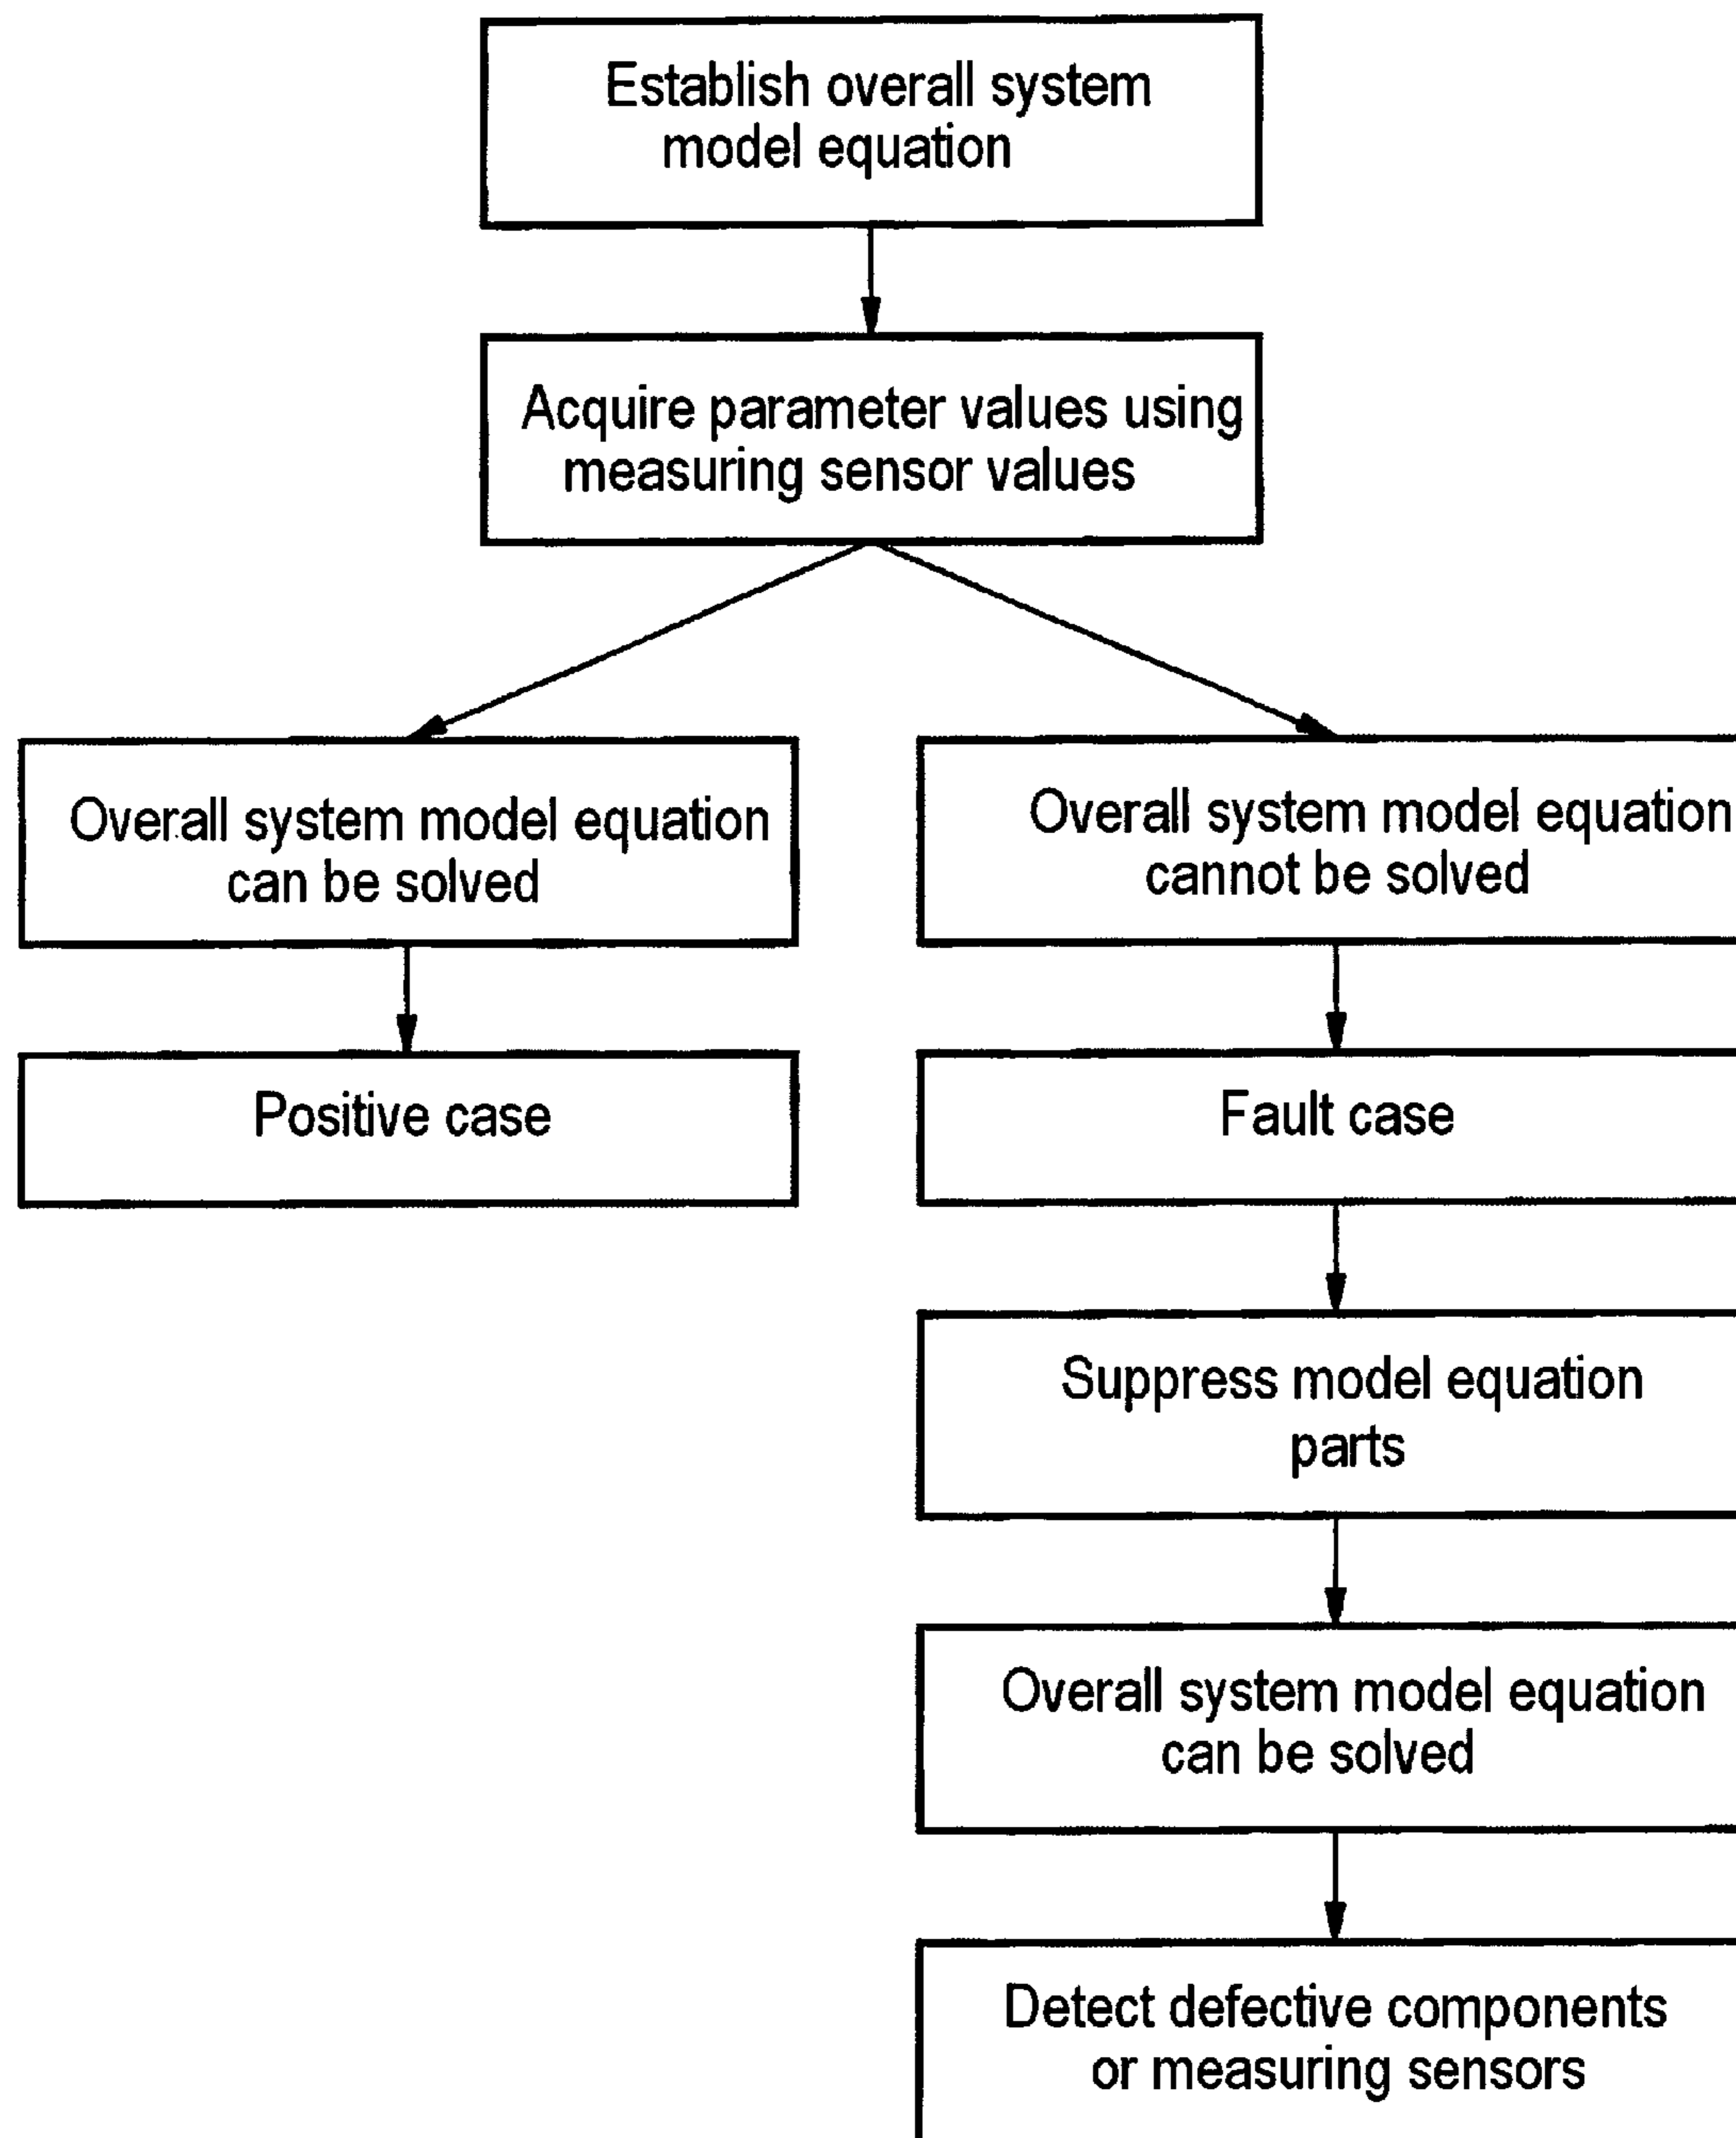 Establish overall system
model equation
Acquire parameter values using
measuring sensor values
Overall system model equation
can be solved
Overall system model equation
cannot be solved
Positive case
Fault case
Suppress model equation
parts
Overall system model equation
can be solved
Detect defective components
or measuring sensors